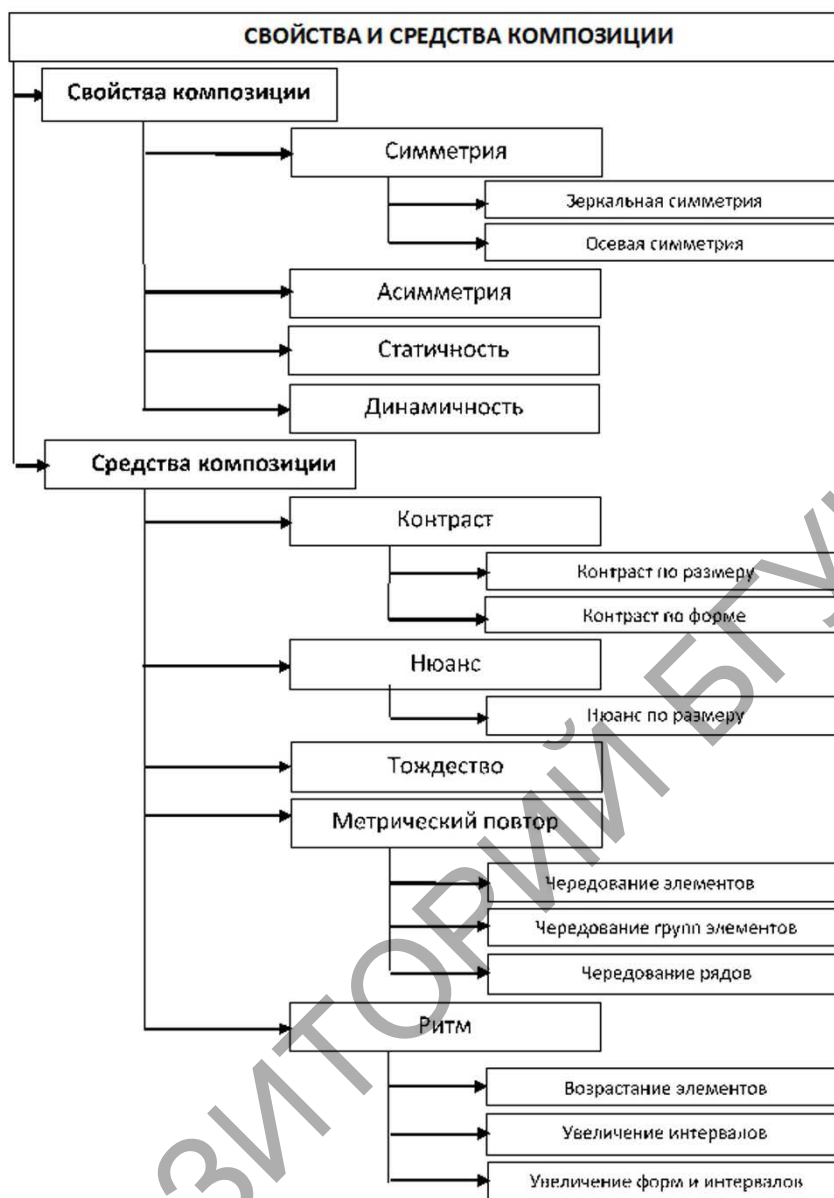 СВОЙСТВА И СРЕДСТВА КОМПОЗИЦИИ
Свойства композиции
Симметрия
Зеркальная симметрия
Осевая симметрия
Асимметрия
Статичность
Динамичность
Средства композиции
Контраст
Контраст по размеру
Контраст по форме
Нюанс
Нюанс по размеру
Тождество
Метрический повтор
Чередование элементов
Чередование групп элементов
Чередование рядов
Ритм
Возрастание элементов
Увеличение интервалов
Увеличение форм и интервалов